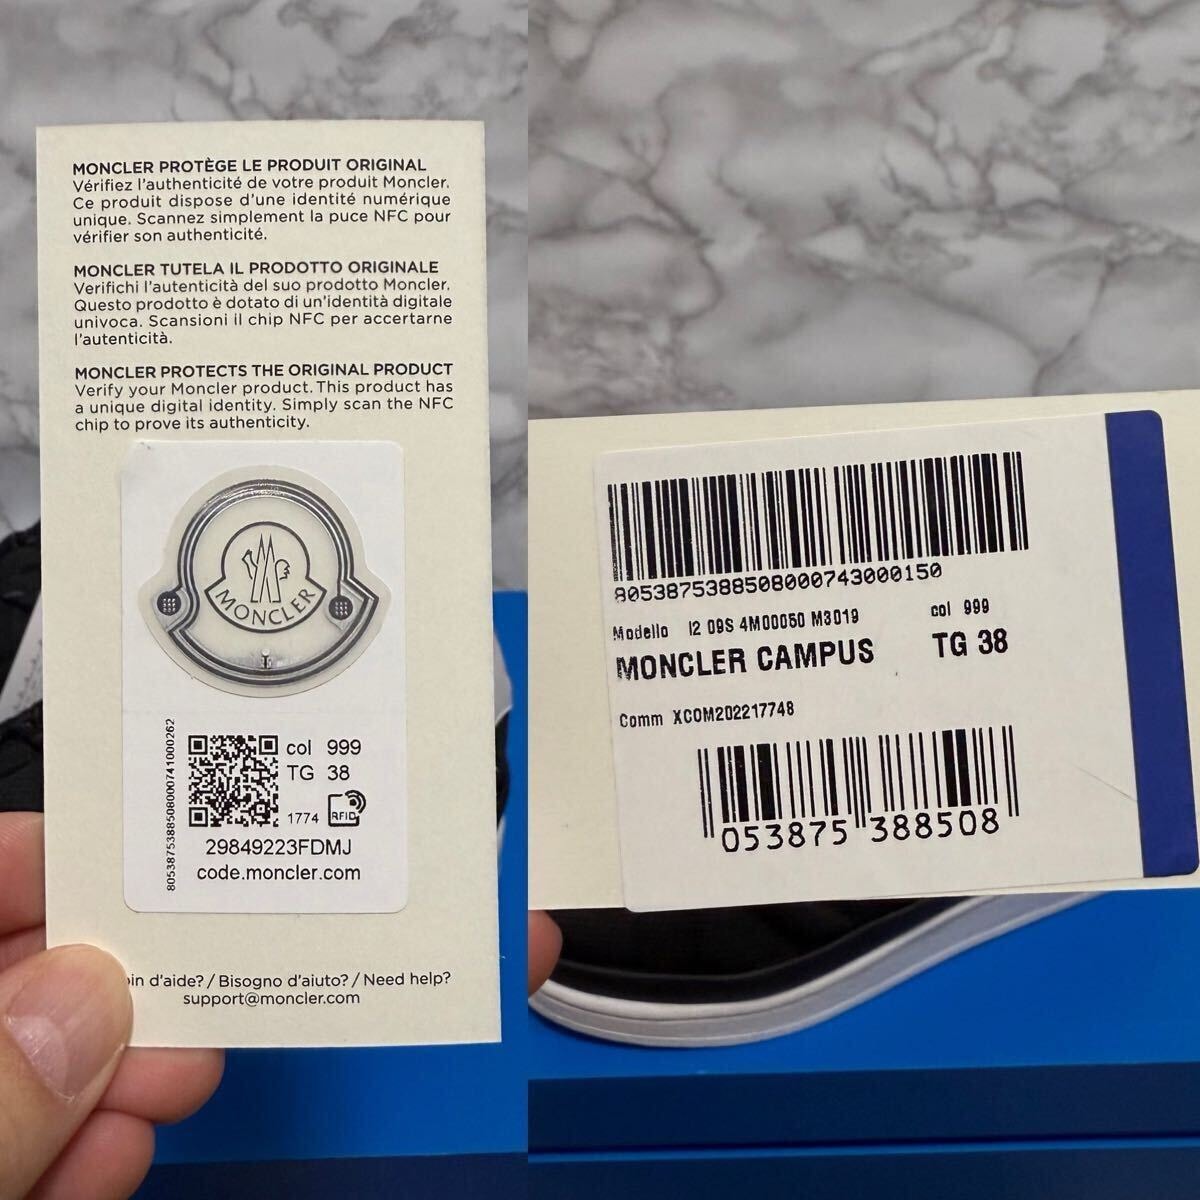 MONCLER PROTÈGE LE PRODUIT ORIGINAL
Vérifiez l'authenticité de votre produit Moncler.
Ce produit dispose d'une identité numérique
unique. Scannez simplement la puce NFC pour
vérifier son authenticité.
MONCLER TUTELA IL PRODOTTO ORIGINALE
Verifichi l'autenticità del suo prodotto Moncler.
Questo prodotto è dotato di un'identità digitale
univoca. Scansioni il chip NFC per accertarne
l'autenticità.
MONCLER PROTECTS THE ORIGINAL PRODUCT
Verify your Moncler product. This product has
a unique digital identity. Simply scan the NFC
chip to prove its authenticity.
MONCLER
8053875388508000741000262
col 999
TG 38
1774 RFID
29849223FDMJ
code.moncler.com
d'aide? / Bisogno d'aiuto? / Need help?
support@moncler.com
8053875388508000743000150
Modello I2 09S 4M00050 M3019 col 999
MONCLER CAMPUS TG 38
Comm XCOM202217748
053875 388508